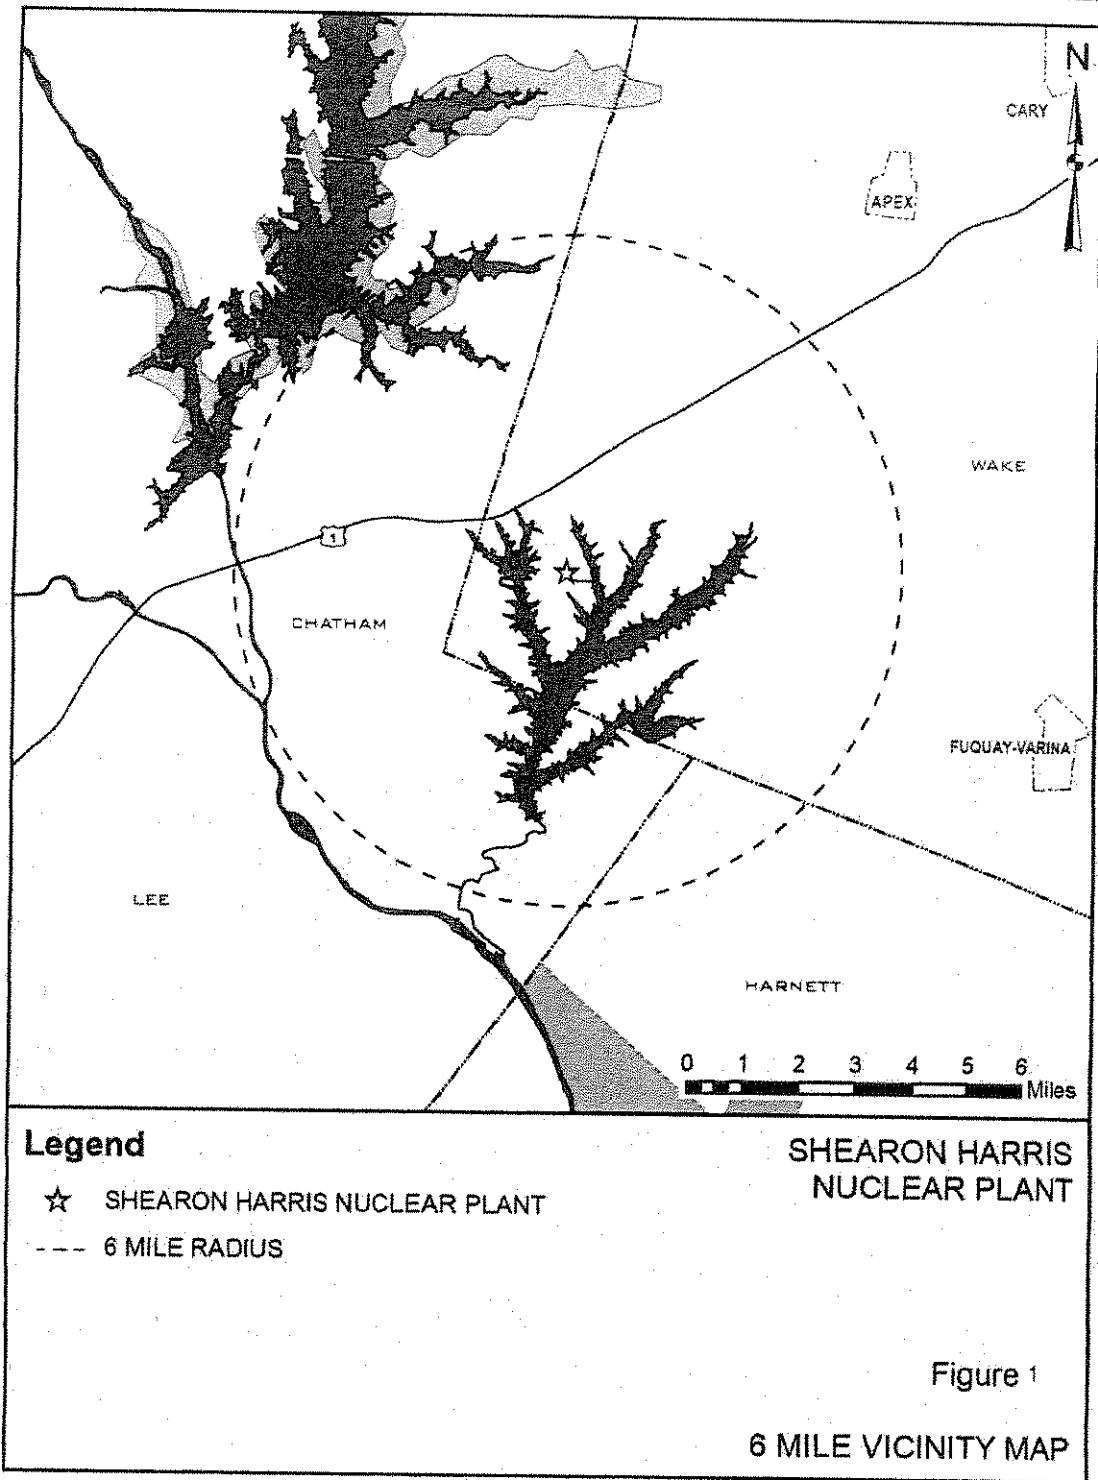 N
CARY
APEX
WAKE
1
CHATHAM
FUQUAY-VARINA
LEE
HARNETT
0 1 2 3 4 5 6
Miles
Legend
SHEARON HARRIS NUCLEAR PLANT
6 MILE RADIUS
SHEARON HARRIS
NUCLEAR PLANT
Figure 1
6 MILE VICINITY MAP